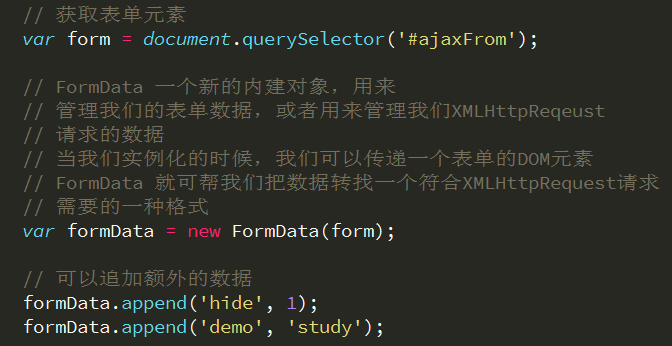 // 获取表单元素
var form = document.querySelector('#ajaxFrom');
// FormData 一个新的内建对象，用来
// 管理我们的表单数据，或者用来管理我们XMLHttpReqeust
// 请求的数据
// 当我们实例化的时候，我们可以传递一个表单的DOM元素
// FormData 就可帮我们把数据转找一个符合XMLHttpRequest请求
// 需要的一种格式
var formData = new FormData(form);
// 可以追加额外的数据
formData.append('hide', 1);
formData.append('demo', 'study');